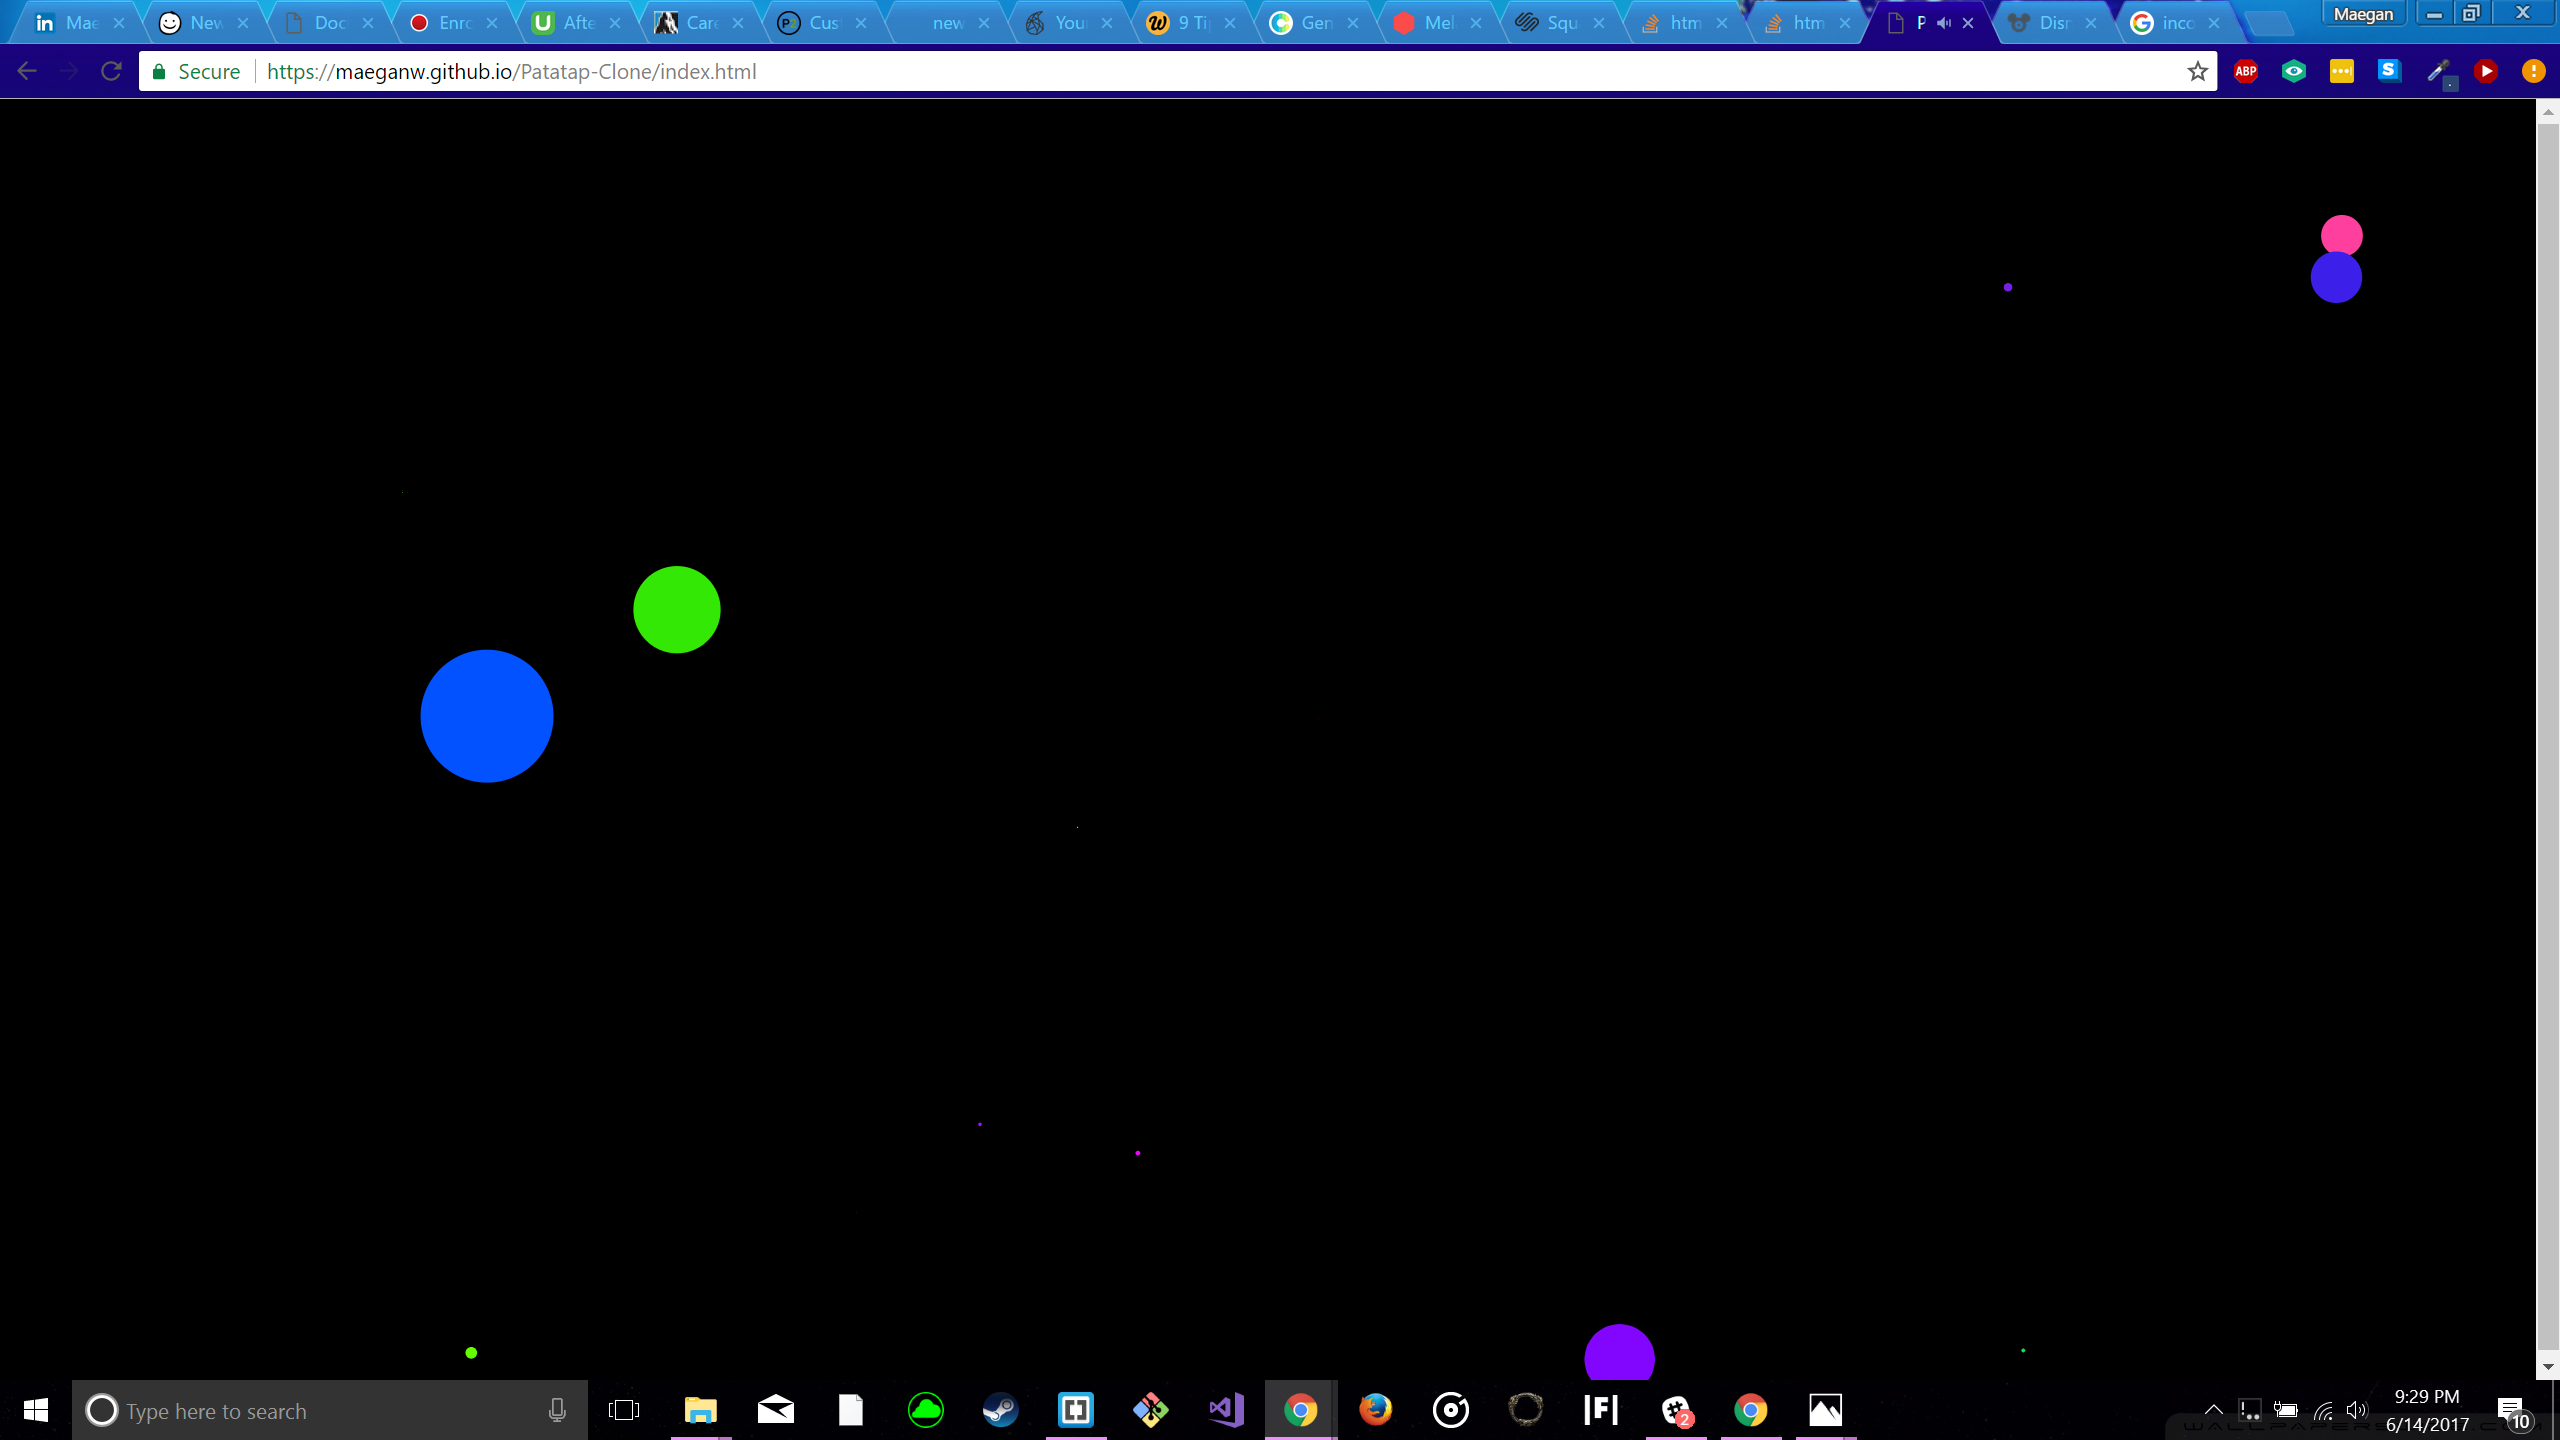 Mae New Doc Enro Afte Care Cus new You 9 Ti Gen Mel Squ htm htm P Disn inco Maegan
Secure https://maeganw.github.io/Patatap-Clone/index.html ABP
Type here to search
|F|
2
9:29 PM
6/14/2017
10